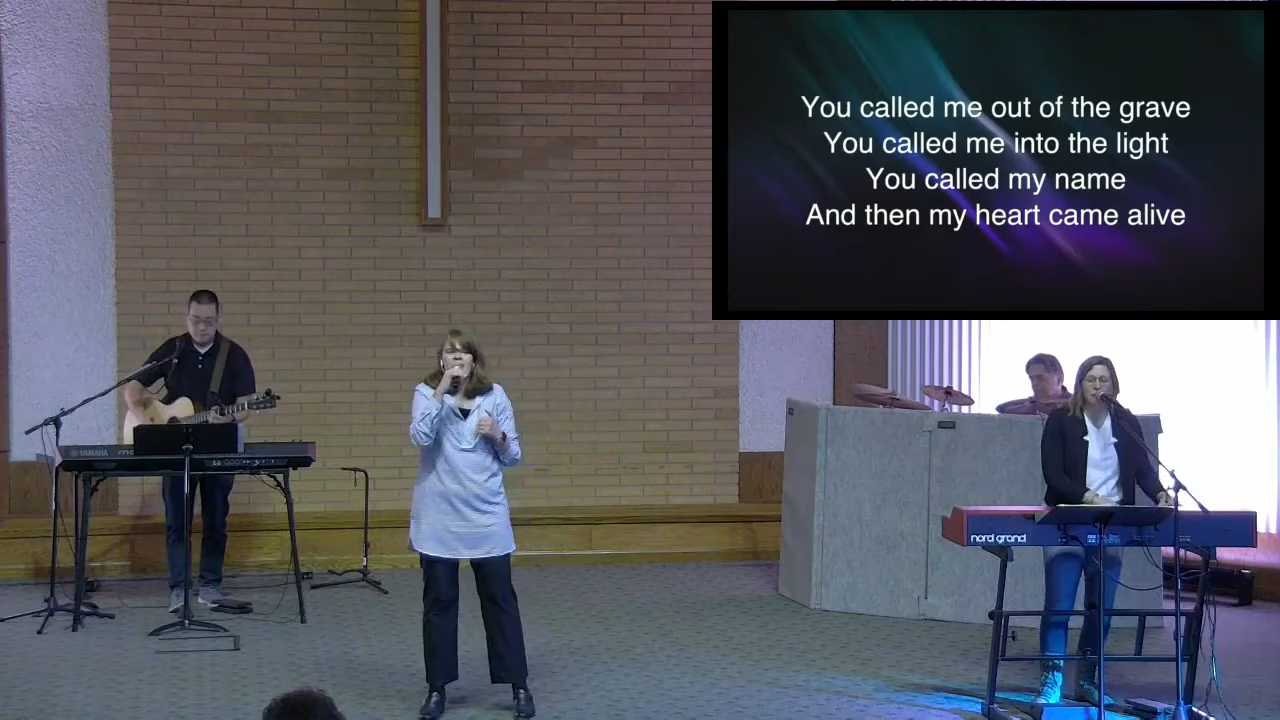 You called me out of the grave
You called me into the light
You called my name
And then my heart came alive
YAMAHA
nord grand